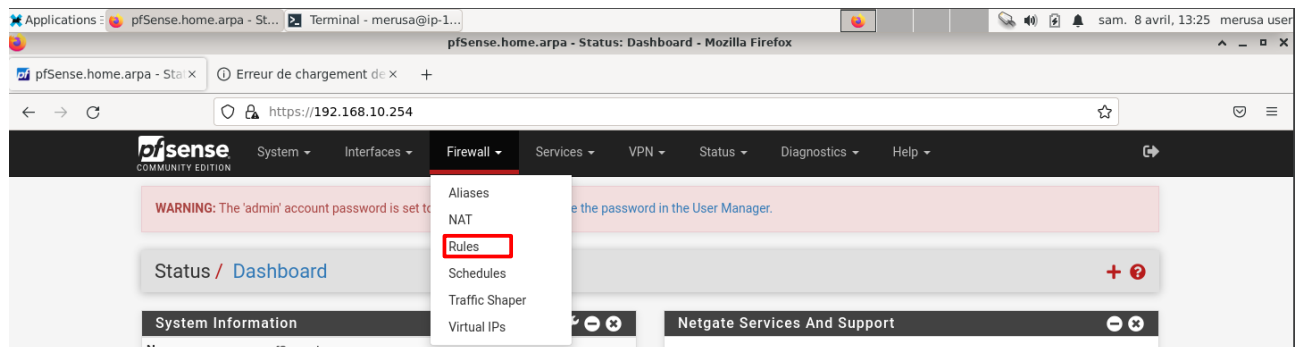 Applications pfSense.home.arpa - St... Terminal - merusa@ip-1... sam. 8 avril, 13:25 merusa user
pfSense.home.arpa - Status: Dashboard - Mozilla Firefox
pfSense.home.arpa - Stat Erreur de chargement de
https://192.168.10.254
pfsense COMMUNITY EDITION System Interfaces Firewall Services VPN Status Diagnostics Help
Aliases
WARNING: The 'admin' account password is set to e the password in the User Manager.
NAT
Rules
Status / Dashboard
Schedules
Traffic Shaper
Virtual IPs
System Information
Netgate Services And Support